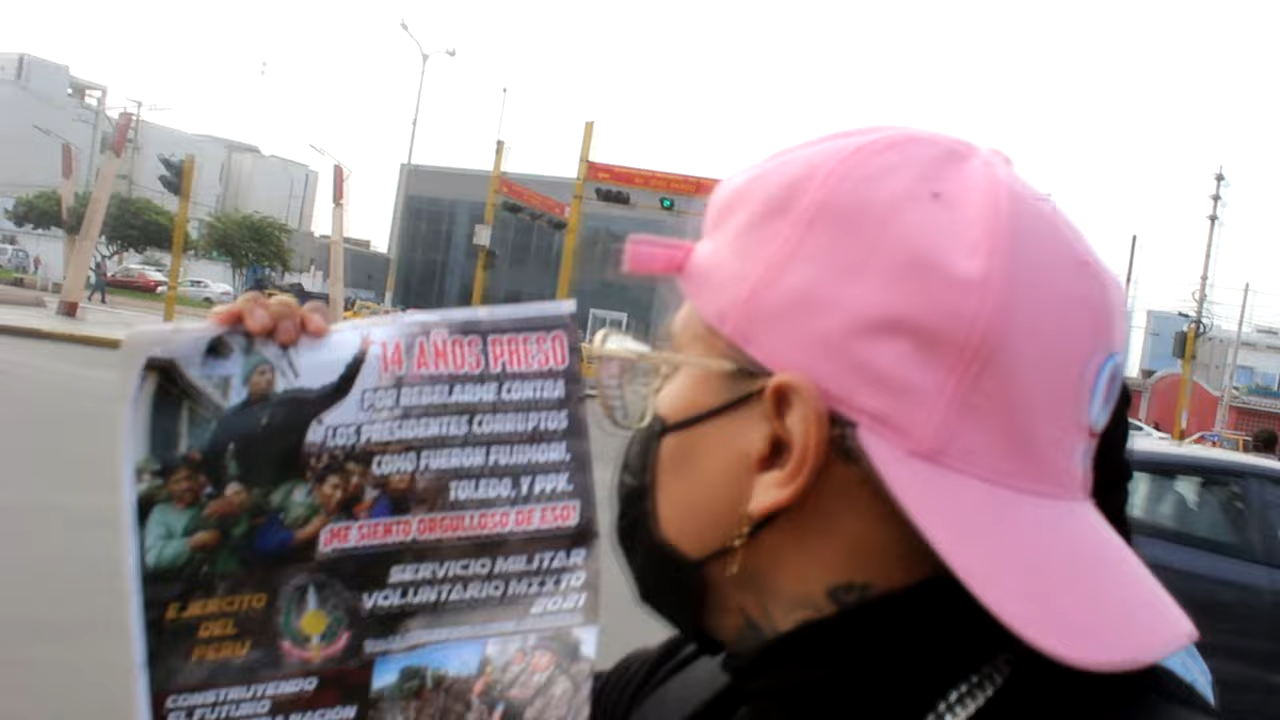 14 AÑOS PRESO
POR REBELARME CONTRA
LOS PRESIDENTES CORRUPTOS
COMO FUERON FUJIMORI,
TOLEDO, Y PPK.
¡ME SIENTO ORGULLOSO DE ESO!
SERVICIO MILITAR
VOLUNTARIO MIXTO
2021
EJERCITO
DEL
PERU
CONSTRUYENDO
EL FUTURO
NACIÓN